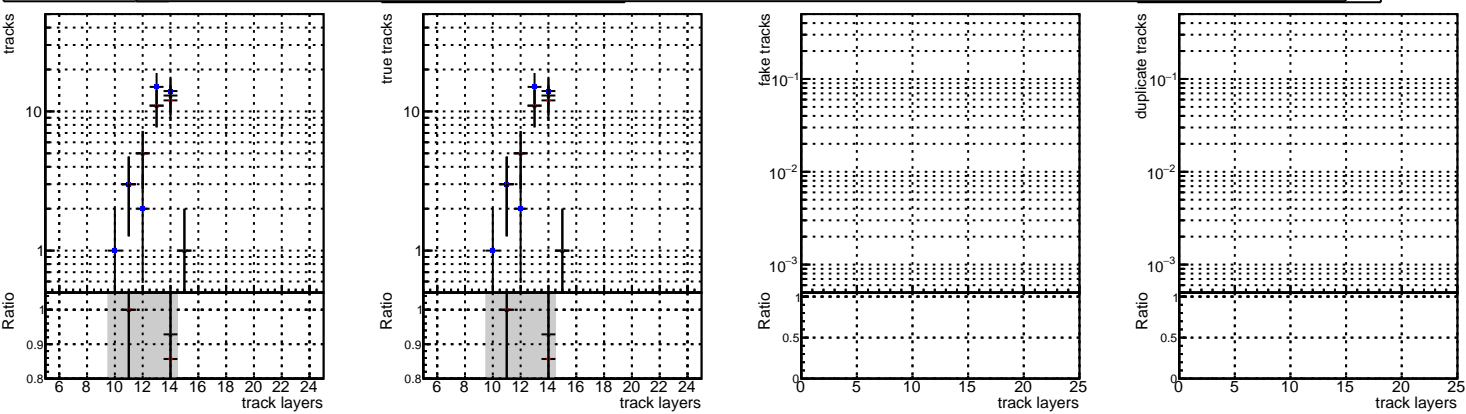 tracks
10
1
Ratio
1
0.9
0.8
6 8 10 12 14 16 18 20 22 24
track layers
true tracks
10
1
Ratio
1
0.9
0.8
6 8 10 12 14 16 18 20 22 24
track layers
fake tracks
10−1
10−2
10−3
Ratio
1
0.5
0
0 5 10 15 20 25
track layers
duplicate tracks
10−1
10−2
10−3
Ratio
1
0.5
0
0 5 10 15 20 25
track layers